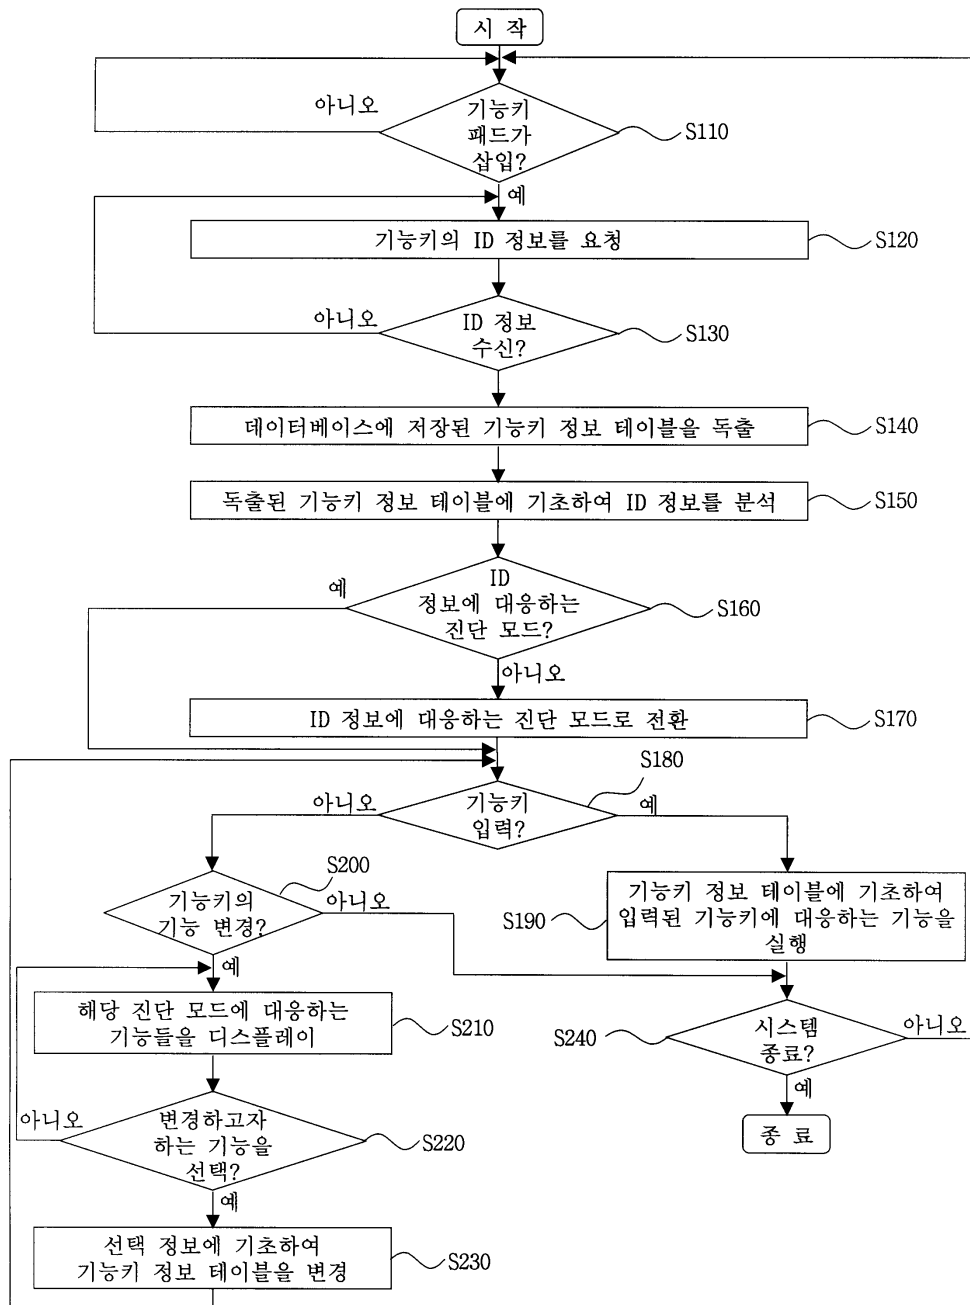 시 작
아니오
기능키
패드가
삽입?
S110
예
기능키의 ID 정보를 요청
S120
아니오
ID 정보
수신?
S130
데이터베이스에 저장된 기능키 정보 테이블을 독출
S140
독출된 기능키 정보 테이블에 기초하여 ID 정보를 분석
S150
예
ID
정보에 대응하는
진단 모드?
S160
아니오
ID 정보에 대응하는 진단 모드로 전환
S170
S180
아니오
기능키
입력?
예
S200
기능키의
기능 변경?
아니오
S190
기능키 정보 테이블에 기초하여
입력된 기능키에 대응하는 기능을
실행
예
해당 진단 모드에 대응하는
기능들을 디스플레이
S210
S240
시스템
종료?
아니오
예
종 료
아니오
변경하고자
하는 기능을
선택?
S220
예
선택 정보에 기초하여
기능키 정보 테이블을 변경
S230